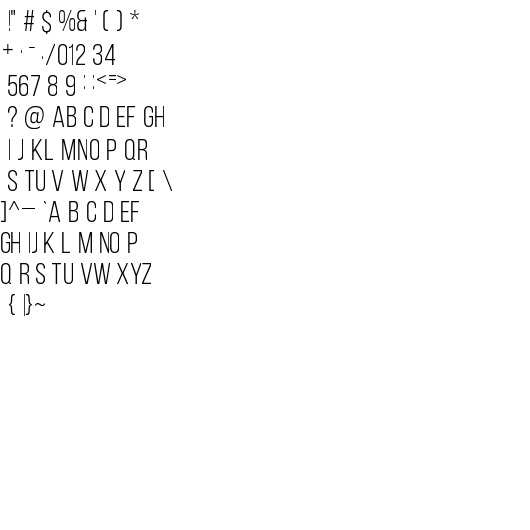 !" # $ %& ' ( ) *
+ , - ./012 34
567 8 9 : ;<=>
? @ AB C D EF GH
I J KL MNO P QR
S TU V W X Y Z [ \
]^— `A B C D EF
GH IJ K L M NO P
Q R S TU VW XYZ
{ |}~